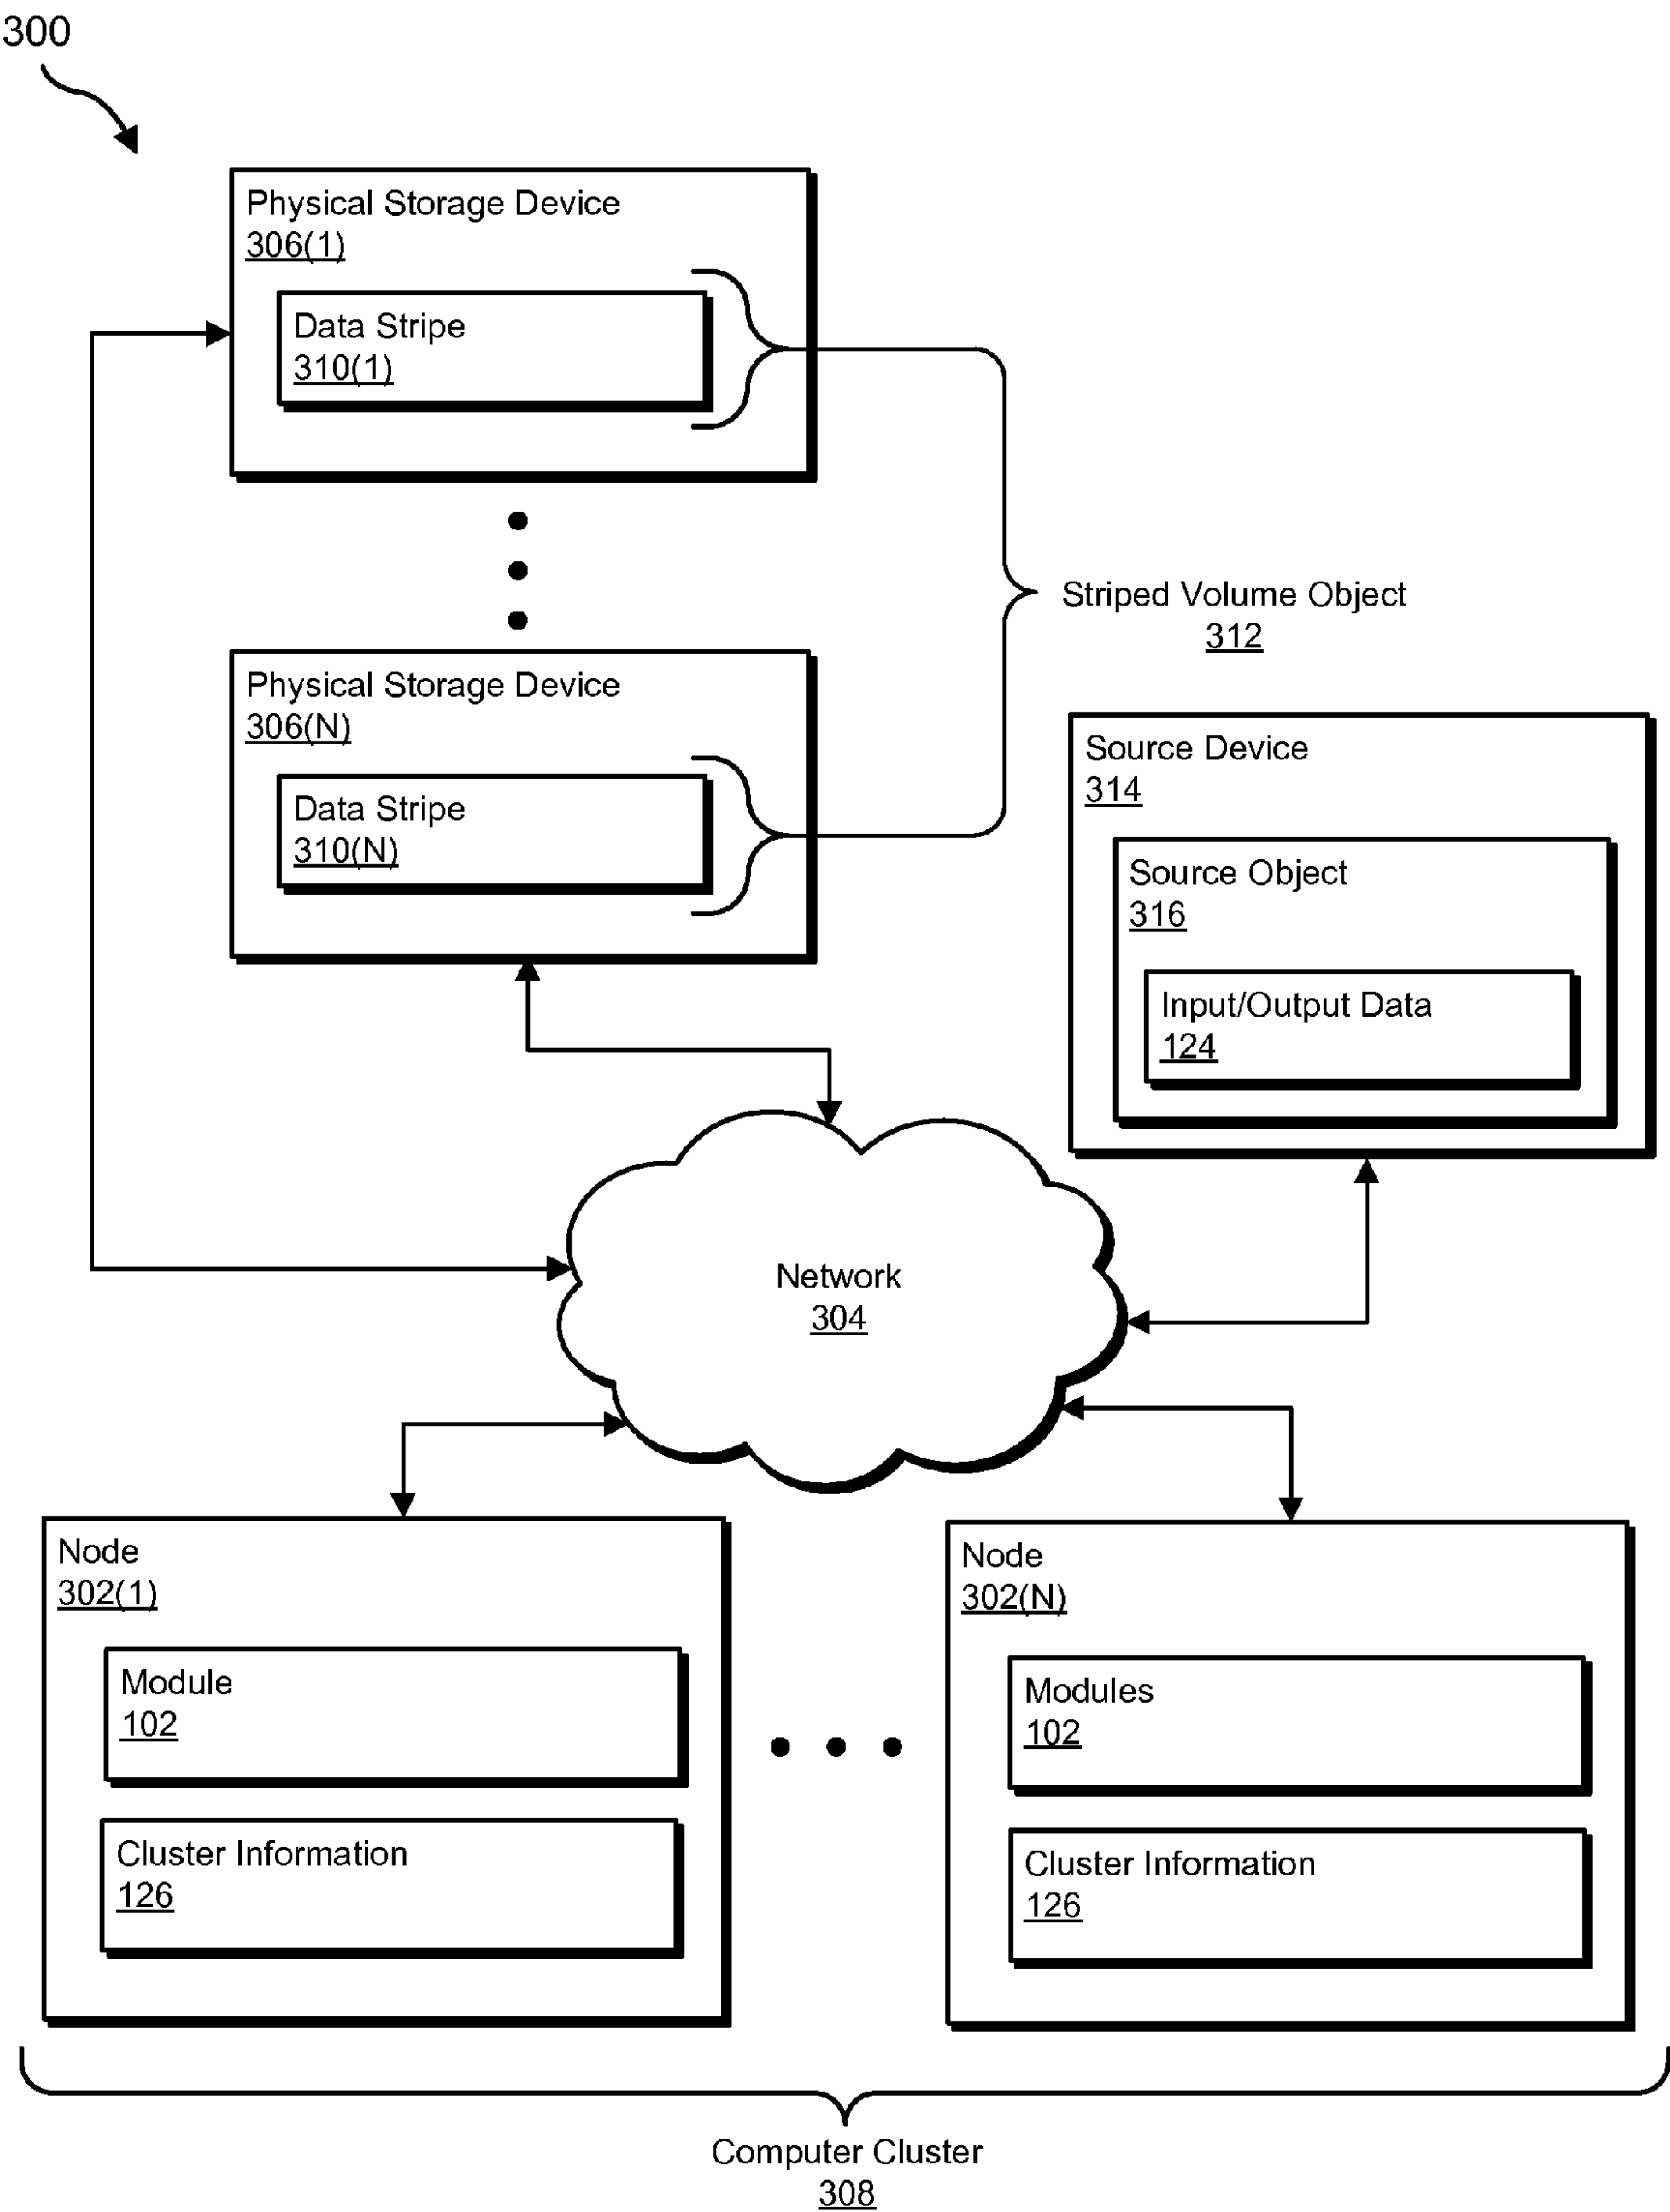 300
Physical Storage Device
306(1)
Data Stripe
310(1)
Striped Volume Object
312
Physical Storage Device
306(N)
Data Stripe
310(N)
Source Device
314
Source Object
316
Input/Output Data
124
Network
304
Node
302(1)
Module
102
Cluster Information
126
Node
302(N)
Modules
102
Cluster Information
126
Computer Cluster
308